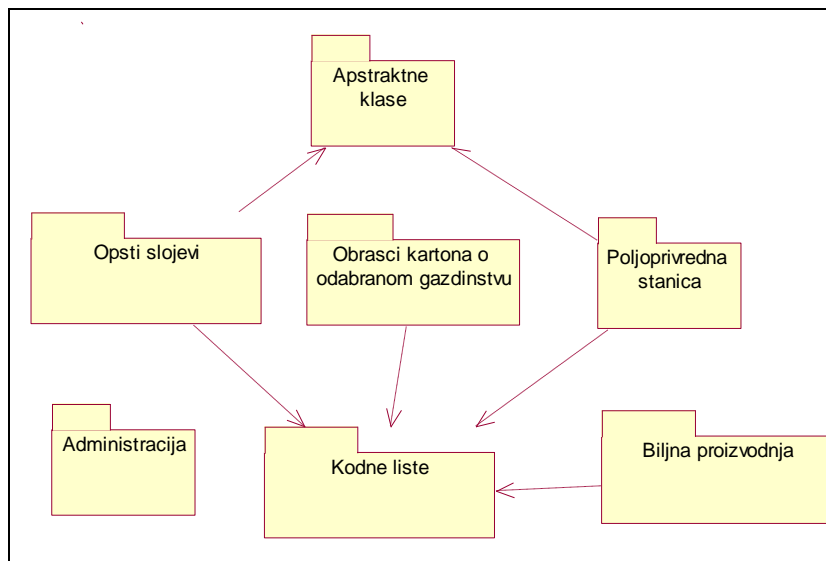 Apstraktne
klase
Opsti slojevi
Obrasci kartona o
odabranom gazdinstvu
Poljoprivredna
stanica
Administracija
Kodne liste
Biljna proizvodnja